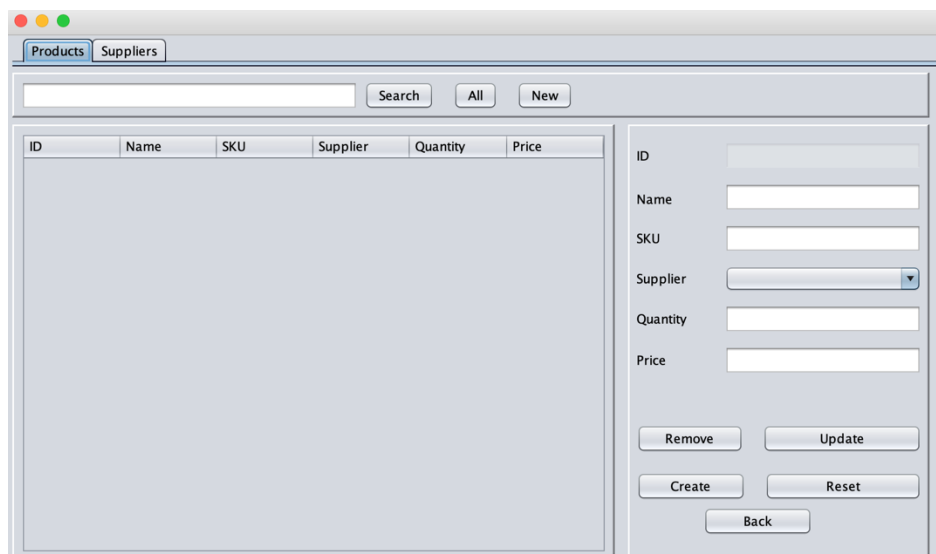 Products Suppliers
Search All New
ID Name SKU Supplier Quantity Price
ID
Name
SKU
Supplier
Quantity
Price
Remove Update
Create Reset
Back